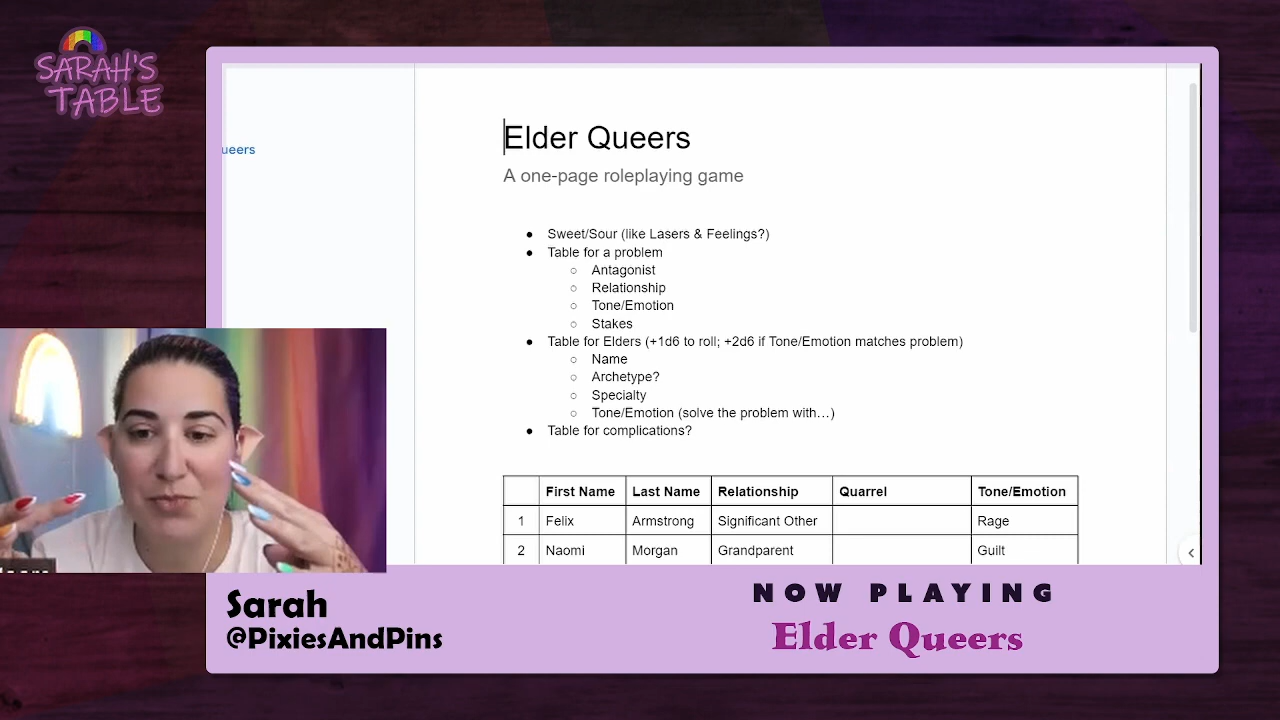 SARAH'S
TABLE
ueers
Elder Queers
A one-page roleplaying game
● Sweet/Sour (like Lasers & Feelings?)
● Table for a problem
○ Antagonist
○ Relationship
○ Tone/Emotion
○ Stakes
● Table for Elders (+1d6 to roll; +2d6 if Tone/Emotion matches problem)
○ Name
○ Archetype?
○ Specialty
○ Tone/Emotion (solve the problem with…)
● Table for complications?
First Name Last Name Relationship Quarrel Tone/Emotion
1 Felix Armstrong Significant Other Rage
2 Naomi Morgan Grandparent Guilt
Sarah
@PixiesAndPins
NOW PLAYING
Elder Queers